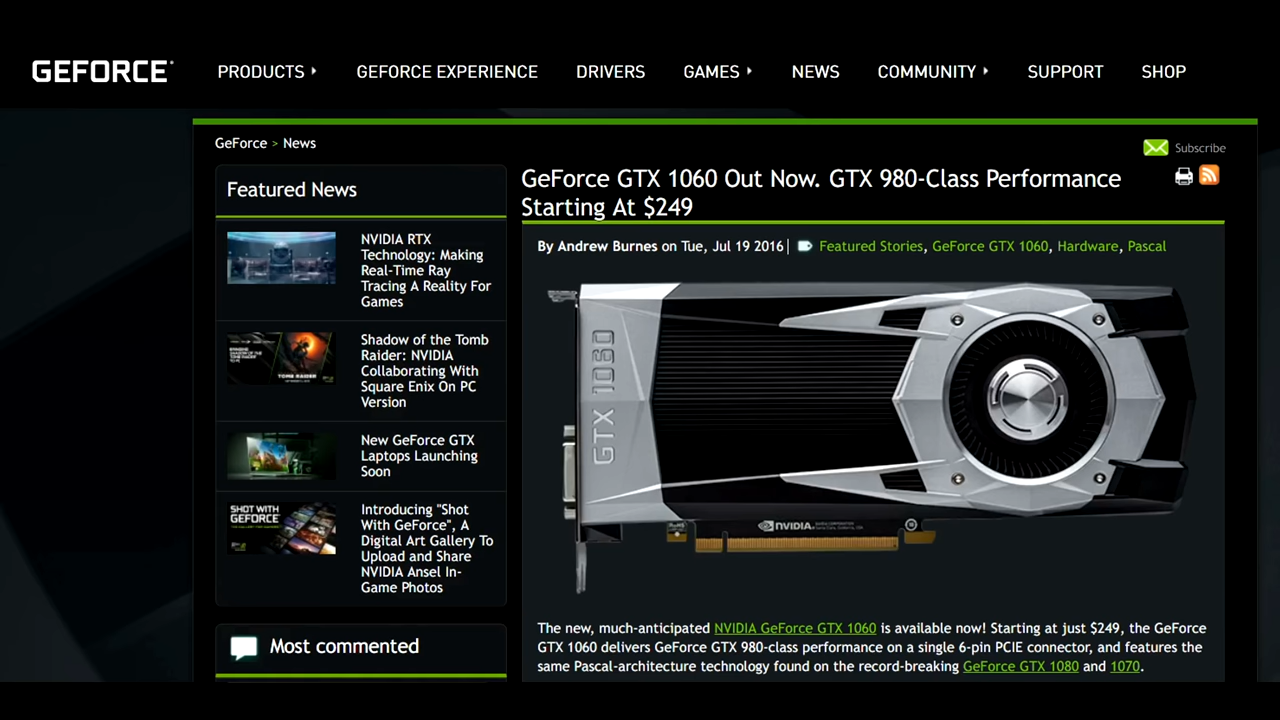 GEFORCE
PRODUCTS
GEFORCE EXPERIENCE
DRIVERS
GAMES
NEWS
COMMUNITY
SUPPORT
SHOP
GeForce > News
Subscribe
Featured News
NVIDIA RTX
Technology: Making
Real-Time Ray
Tracing A Reality For
Games
Shadow of the Tomb
Raider: NVIDIA
Collaborating With
Square Enix On PC
Version
TOMB RAIDER
New GeForce GTX
Laptops Launching
Soon
SHOT WITH
GEFORCE
Introducing "Shot
With GeForce", A
Digital Art Gallery To
Upload and Share
NVIDIA Ansel In-
Game Photos
Most commented
GeForce GTX 1060 Out Now. GTX 980-Class Performance
Starting At $249
By Andrew Burnes on Tue, Jul 19 2016| Featured Stories, GeForce GTX 1060, Hardware, Pascal
GTX 1060
NVIDIA.
The new, much-anticipated NVIDIA GeForce GTX 1060 is available now! Starting at just $249, the GeForce
GTX 1060 delivers GeForce GTX 980-class performance on a single 6-pin PCIE connector, and features the
same Pascal-architecture technology found on the record-breaking GeForce GTX 1080 and 1070.